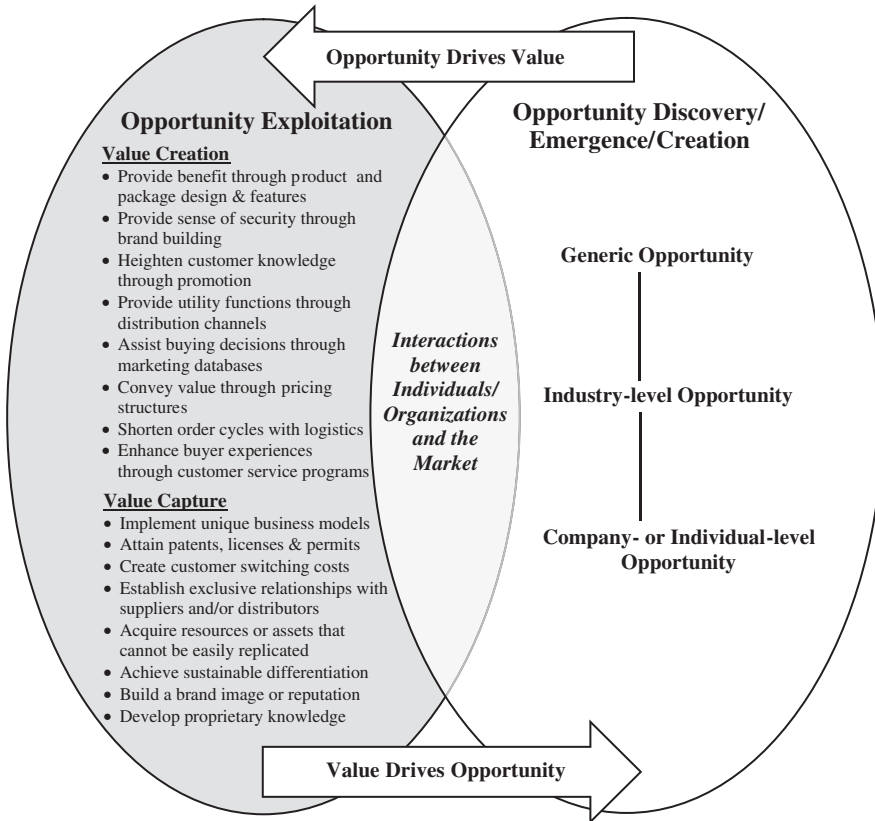 Opportunity Drives Value
Opportunity Exploitation
Value Creation
• Provide benefit through product and
package design & features
• Provide sense of security through
brand building
• Heighten customer knowledge
through promotion
• Provide utility functions through
distribution channels
• Assist buying decisions through
marketing databases
• Convey value through pricing
structures
• Shorten order cycles with logistics
• Enhance buyer experiences
through customer service programs
Value Capture
• Implement unique business models
• Attain patents, licenses & permits
• Create customer switching costs
• Establish exclusive relationships with
suppliers and/or distributors
• Acquire resources or assets that
cannot be easily replicated
• Achieve sustainable differentiation
• Build a brand image or reputation
• Develop proprietary knowledge
Interactions
between
Individuals/
Organizations
and the
Market
Opportunity Discovery/
Emergence/Creation
Generic Opportunity
Industry-level Opportunity
Company- or Individual-level
Opportunity
Value Drives Opportunity